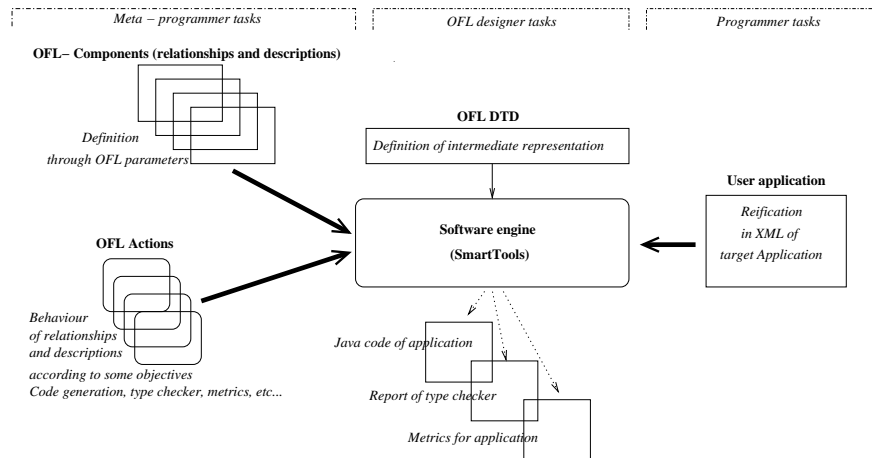 Meta – programmer tasks
OFL designer tasks
Programmer tasks
OFL– Components (relationships and descriptions)
Definition
through OFL parameters
OFL DTD
Definition of intermediate representation
User application
Reification
in XML of
target Application
Software engine
(SmartTools)
OFL Actions
Behaviour
of relationships
and descriptions
according to some objectives
Code generation, type checker, metrics, etc...
Java code of application
Report of type checker
Metrics for application